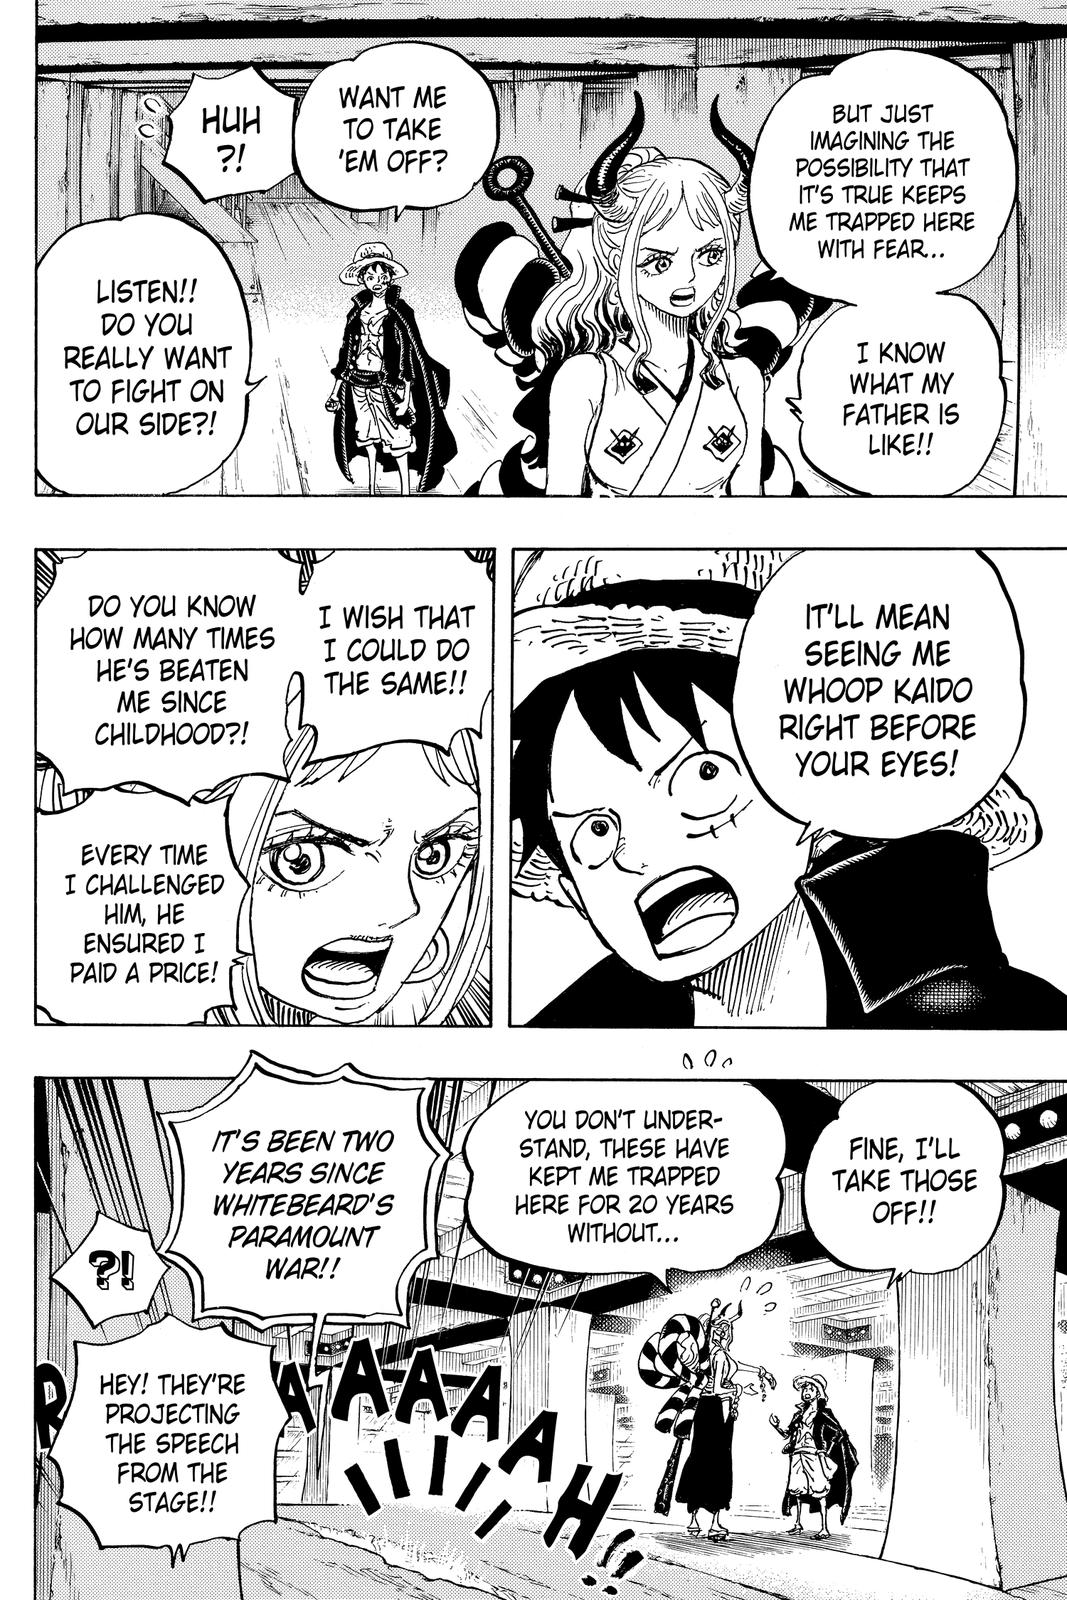 BUT JUST
IMAGINING THE
POSSIBILITY THAT
IT'S TRUE KEEPS
ME TRAPPED HERE
WITH FEAR...
I KNOW
WHAT MY
FATHER IS
LIKE!!
WANT ME
TO TAKE
'EM OFF?
HUH
?!
LISTEN!!
DO YOU
REALLY WANT
TO FIGHT ON
OUR SIDE?!
IT'LL MEAN
SEEING ME
WHOOP KAIDO
RIGHT BEFORE
YOUR EYES!
I WISH THAT
I COULD DO
THE SAME!!
DO YOU KNOW
HOW MANY TIMES
HE'S BEATEN
ME SINCE
CHILDHOOD?!
EVERY TIME
I CHALLENGED
HIM, HE
ENSURED I
PAID A PRICE!
FINE, I'LL
TAKE THOSE
OFF!!
YOU DON'T UNDER-
STAND, THESE HAVE
KEPT ME TRAPPED
HERE FOR 20 YEARS
WITHOUT...
IT'S BEEN TWO
YEARS SINCE
WHITEBEARD'S
PARAMOUNT
WAR!!
?!
HEY! THEY'RE
PROJECTING
THE SPEECH
FROM THE
STAGE!!
RAAAAAAH!!